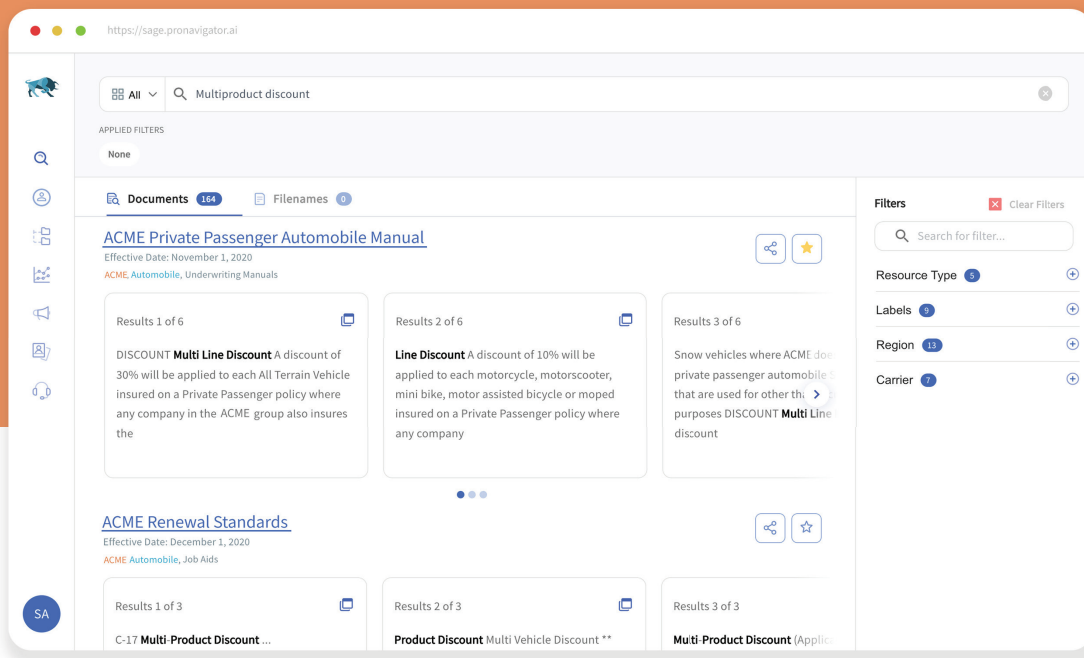 https://sage.pronavigator.ai
All
Multiproduct discount
APPLIED FILTERS
None
Documents 164
Filenames 0
ACME Private Passenger Automobile Manual
Effective Date: November 1, 2020
ACME, Automobile, Underwriting Manuals
Results 1 of 6
DISCOUNT Multi Line Discount A discount of
30% will be applied to each All Terrain Vehicle
insured on a Private Passenger policy where
any company in the ACME group also insures
the
Results 2 of 6
Line Discount A discount of 10% will be
applied to each motorcycle, motorscooter,
mini bike, motor assisted bicycle or moped
insured on a Private Passenger policy where
any company
Results 3 of 6
Snow vehicles where ACME doe
private passenger automobile
that are used for other
purposes DISCOUNT Multi Line
discount
ACME Renewal Standards
Effective Date: December 1, 2020
ACME Automobile, Job Aids
Results 1 of 3
C-17 Multi-Product Discount ...
Results 2 of 3
Product Discount Multi Vehicle Discount **
Results 3 of 3
Multi-Product Discount (Applic
Filters
Clear Filters
Search for filter...
Resource Type 5
Labels 9
Region 13
Carrier 7
SA